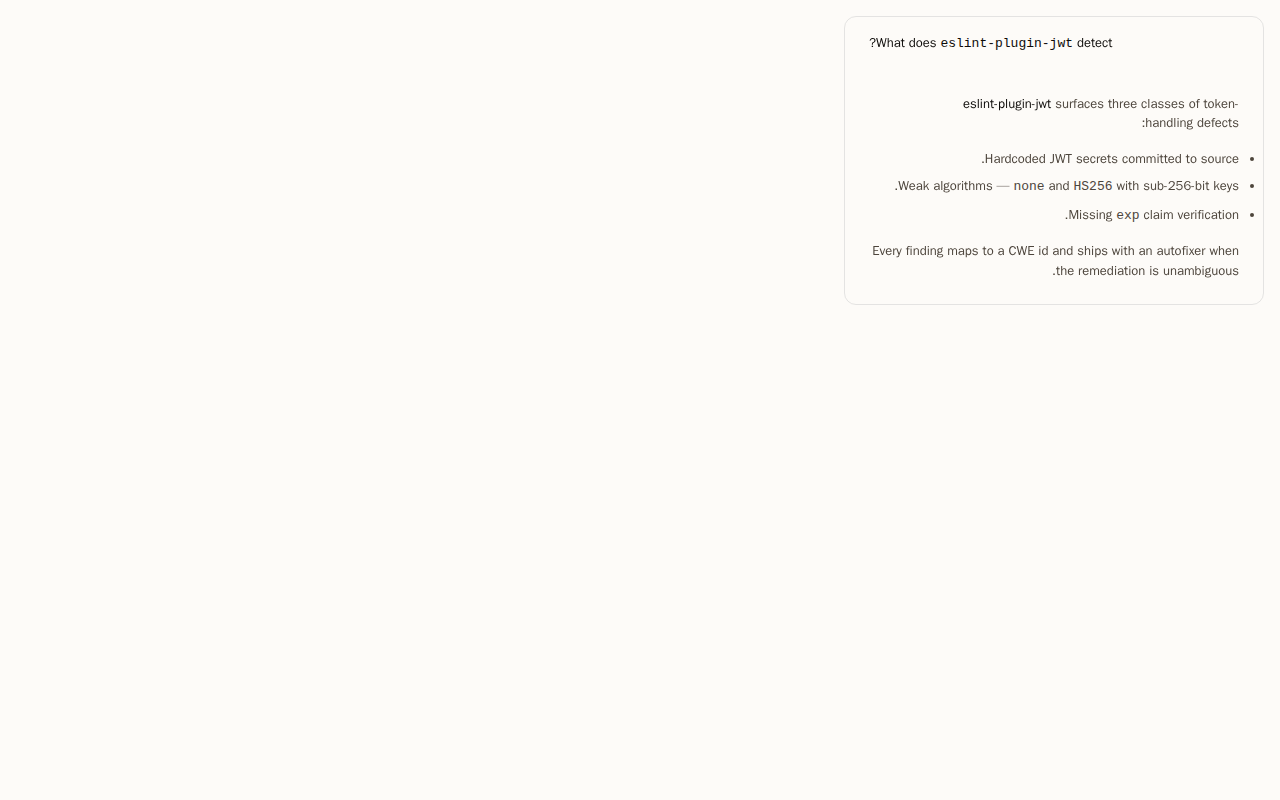 What does eslint-plugin-jwt detect?
eslint-plugin-jwt surfaces three classes of token-
handling defects:
• Hardcoded JWT secrets committed to source.
• Weak algorithms — none and HS256 with sub-256-bit keys.
• Missing exp claim verification.
Every finding maps to a CWE id and ships with an autofixer when
the remediation is unambiguous.